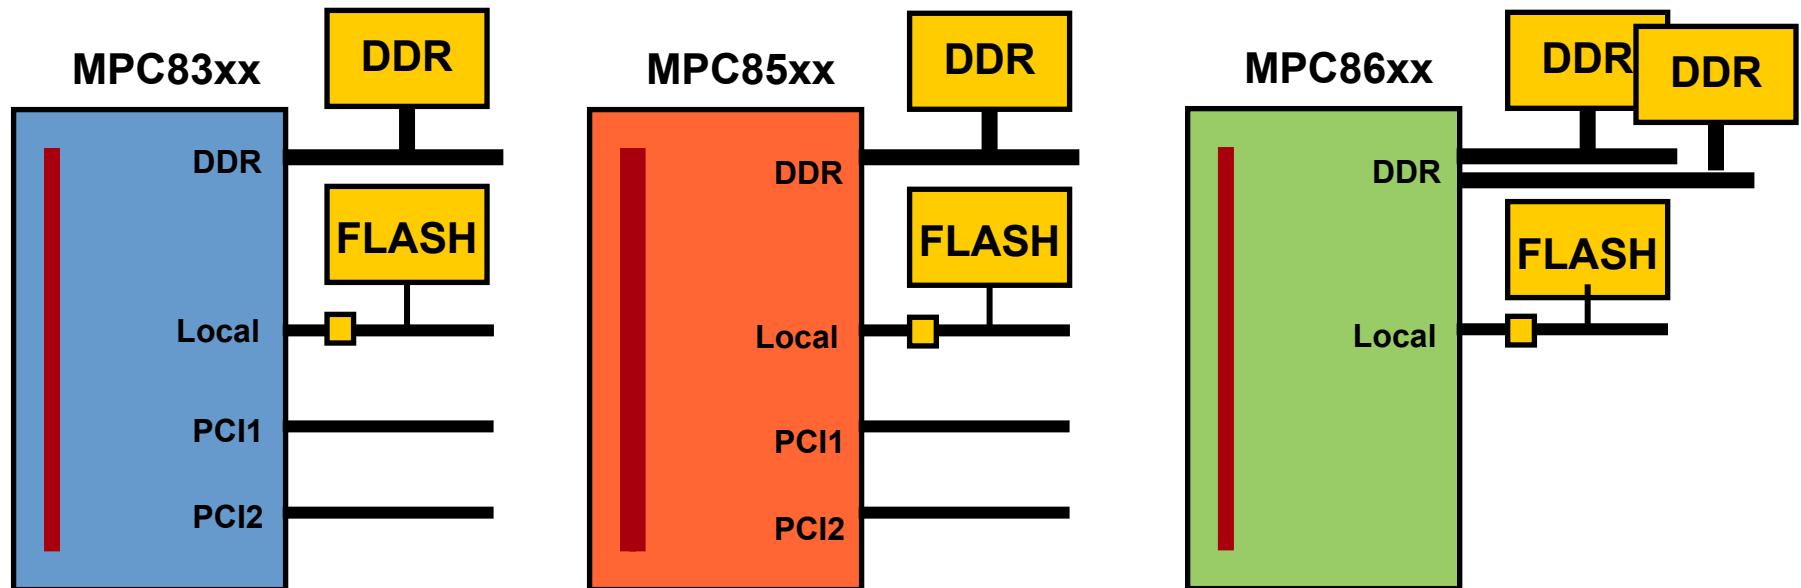 MPC83xx
DDR
DDR
FLASH
Local
PCI1
PCI2
MPC85xx
DDR
DDR
FLASH
Local
PCI1
PCI2
MPC86xx
DDR
DDR
DDR
FLASH
Local